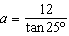 a = 12 / tan 25°